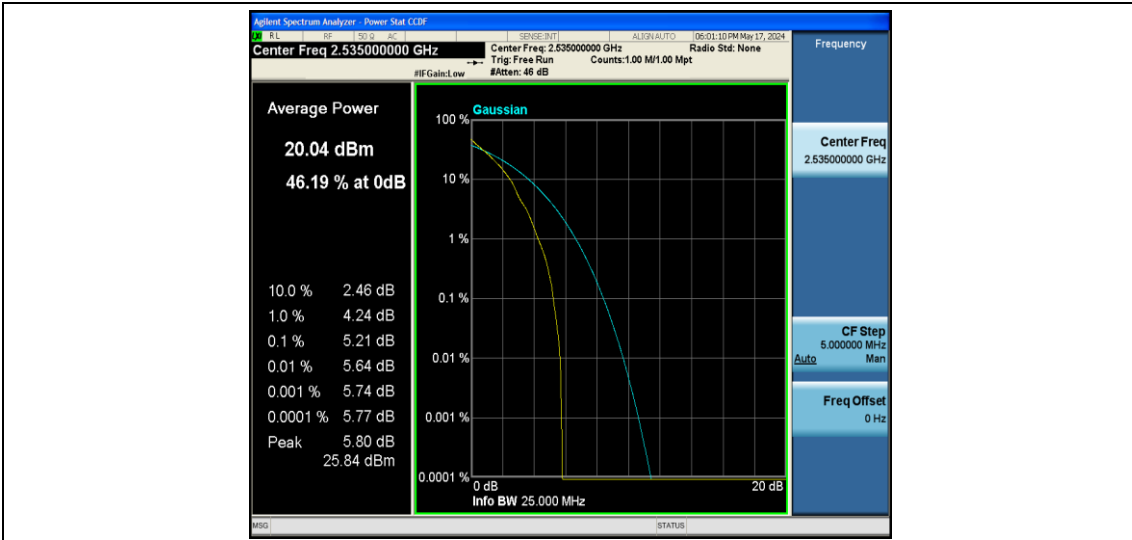 Agilent Spectrum Analyzer - Power Stat CCDF
LXI RL RF 50 Ω AC SENSE:INT ALIGN AUTO 06:01:10 PM May 17, 2024
Center Freq 2.535000000 GHz
Center Freq: 2.535000000 GHz Radio Std: None
Trig: Free Run Counts:1.00 M/1.00 Mpt
#IFGain:Low #Atten: 46 dB
Frequency
Average Power
20.04 dBm
46.19 % at 0dB
10.0 % 2.46 dB
1.0 % 4.24 dB
0.1 % 5.21 dB
0.01 % 5.64 dB
0.001 % 5.74 dB
0.0001 % 5.77 dB
Peak 5.80 dB
25.84 dBm
Gaussian
100 %
10 %
1 %
0.1 %
0.01 %
0.001 %
0.0001 %
0 dB 20 dB
Info BW 25.000 MHz
Center Freq
2.535000000 GHz
CF Step
5.000000 MHz
Auto Man
Freq Offset
0 Hz
MSG STATUS